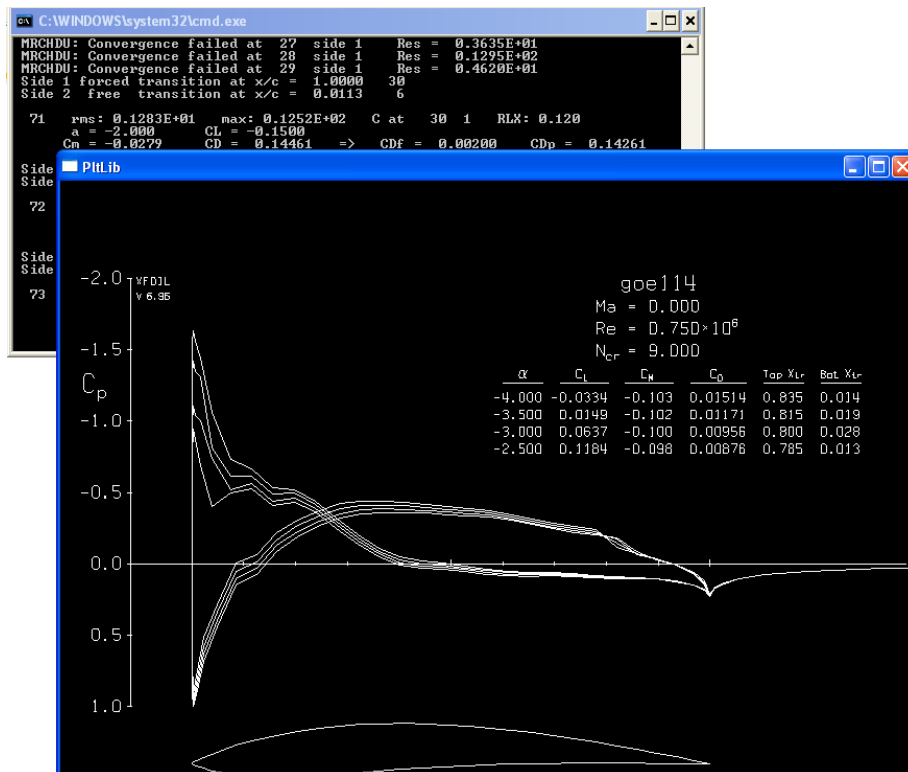 C:\WINDOWS\system32\cmd.exe
MRCHDU: Convergence failed at 27 side 1 Res = 0.3635E+01
MRCHDU: Convergence failed at 28 side 1 Res = 0.1295E+02
MRCHDU: Convergence failed at 29 side 1 Res = 0.4620E+01
Side 1 forced transition at x/c = 1.0000 30
Side 2 free transition at x/c = 0.0113 6
71 rms: 0.1283E+01 max: 0.1252E+02 C at 30 1 RLX: 0.120
a = -2.000 CL = -0.1500
Cm = -0.0279 CD = 0.14461 => CDf = 0.00200 CDp = 0.14261
Side
Side
72
Side
Side
73
PltLib
XFOIL
V 6.95
goe114
Ma = 0.000
Re = 0.750×10⁶
Ncr = 9.000
α CL CM CD Top Xtr Bot Xtr
-4.000 -0.0334 -0.103 0.01514 0.835 0.014
-3.500 0.0149 -0.102 0.01171 0.815 0.019
-3.000 0.0637 -0.100 0.00956 0.800 0.028
-2.500 0.1184 -0.098 0.00876 0.785 0.013
Cp
-2.0
-1.5
-1.0
-0.5
0.0
0.5
1.0